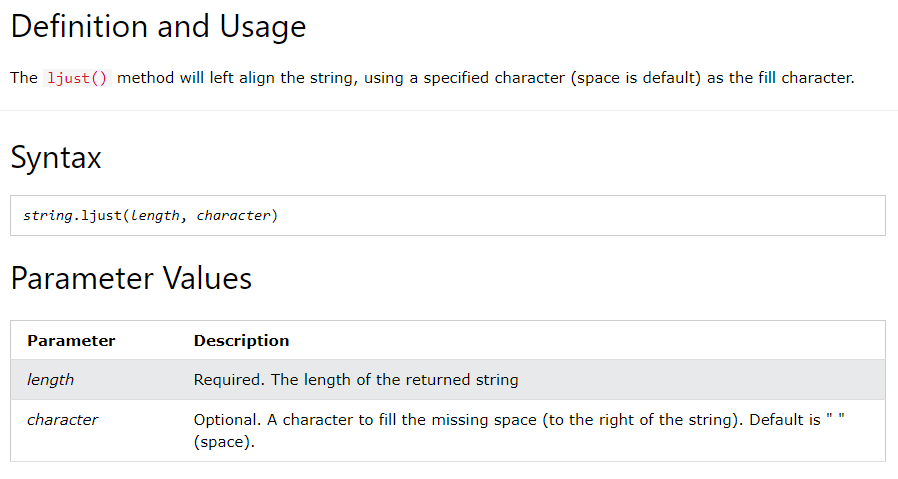 Definition and Usage
The ljust() method will left align the string, using a specified character (space is default) as the fill character.
Syntax
string.ljust(length, character)
Parameter Values
Parameter Description
length Required. The length of the returned string
character Optional. A character to fill the missing space (to the right of the string). Default is " "
(space).